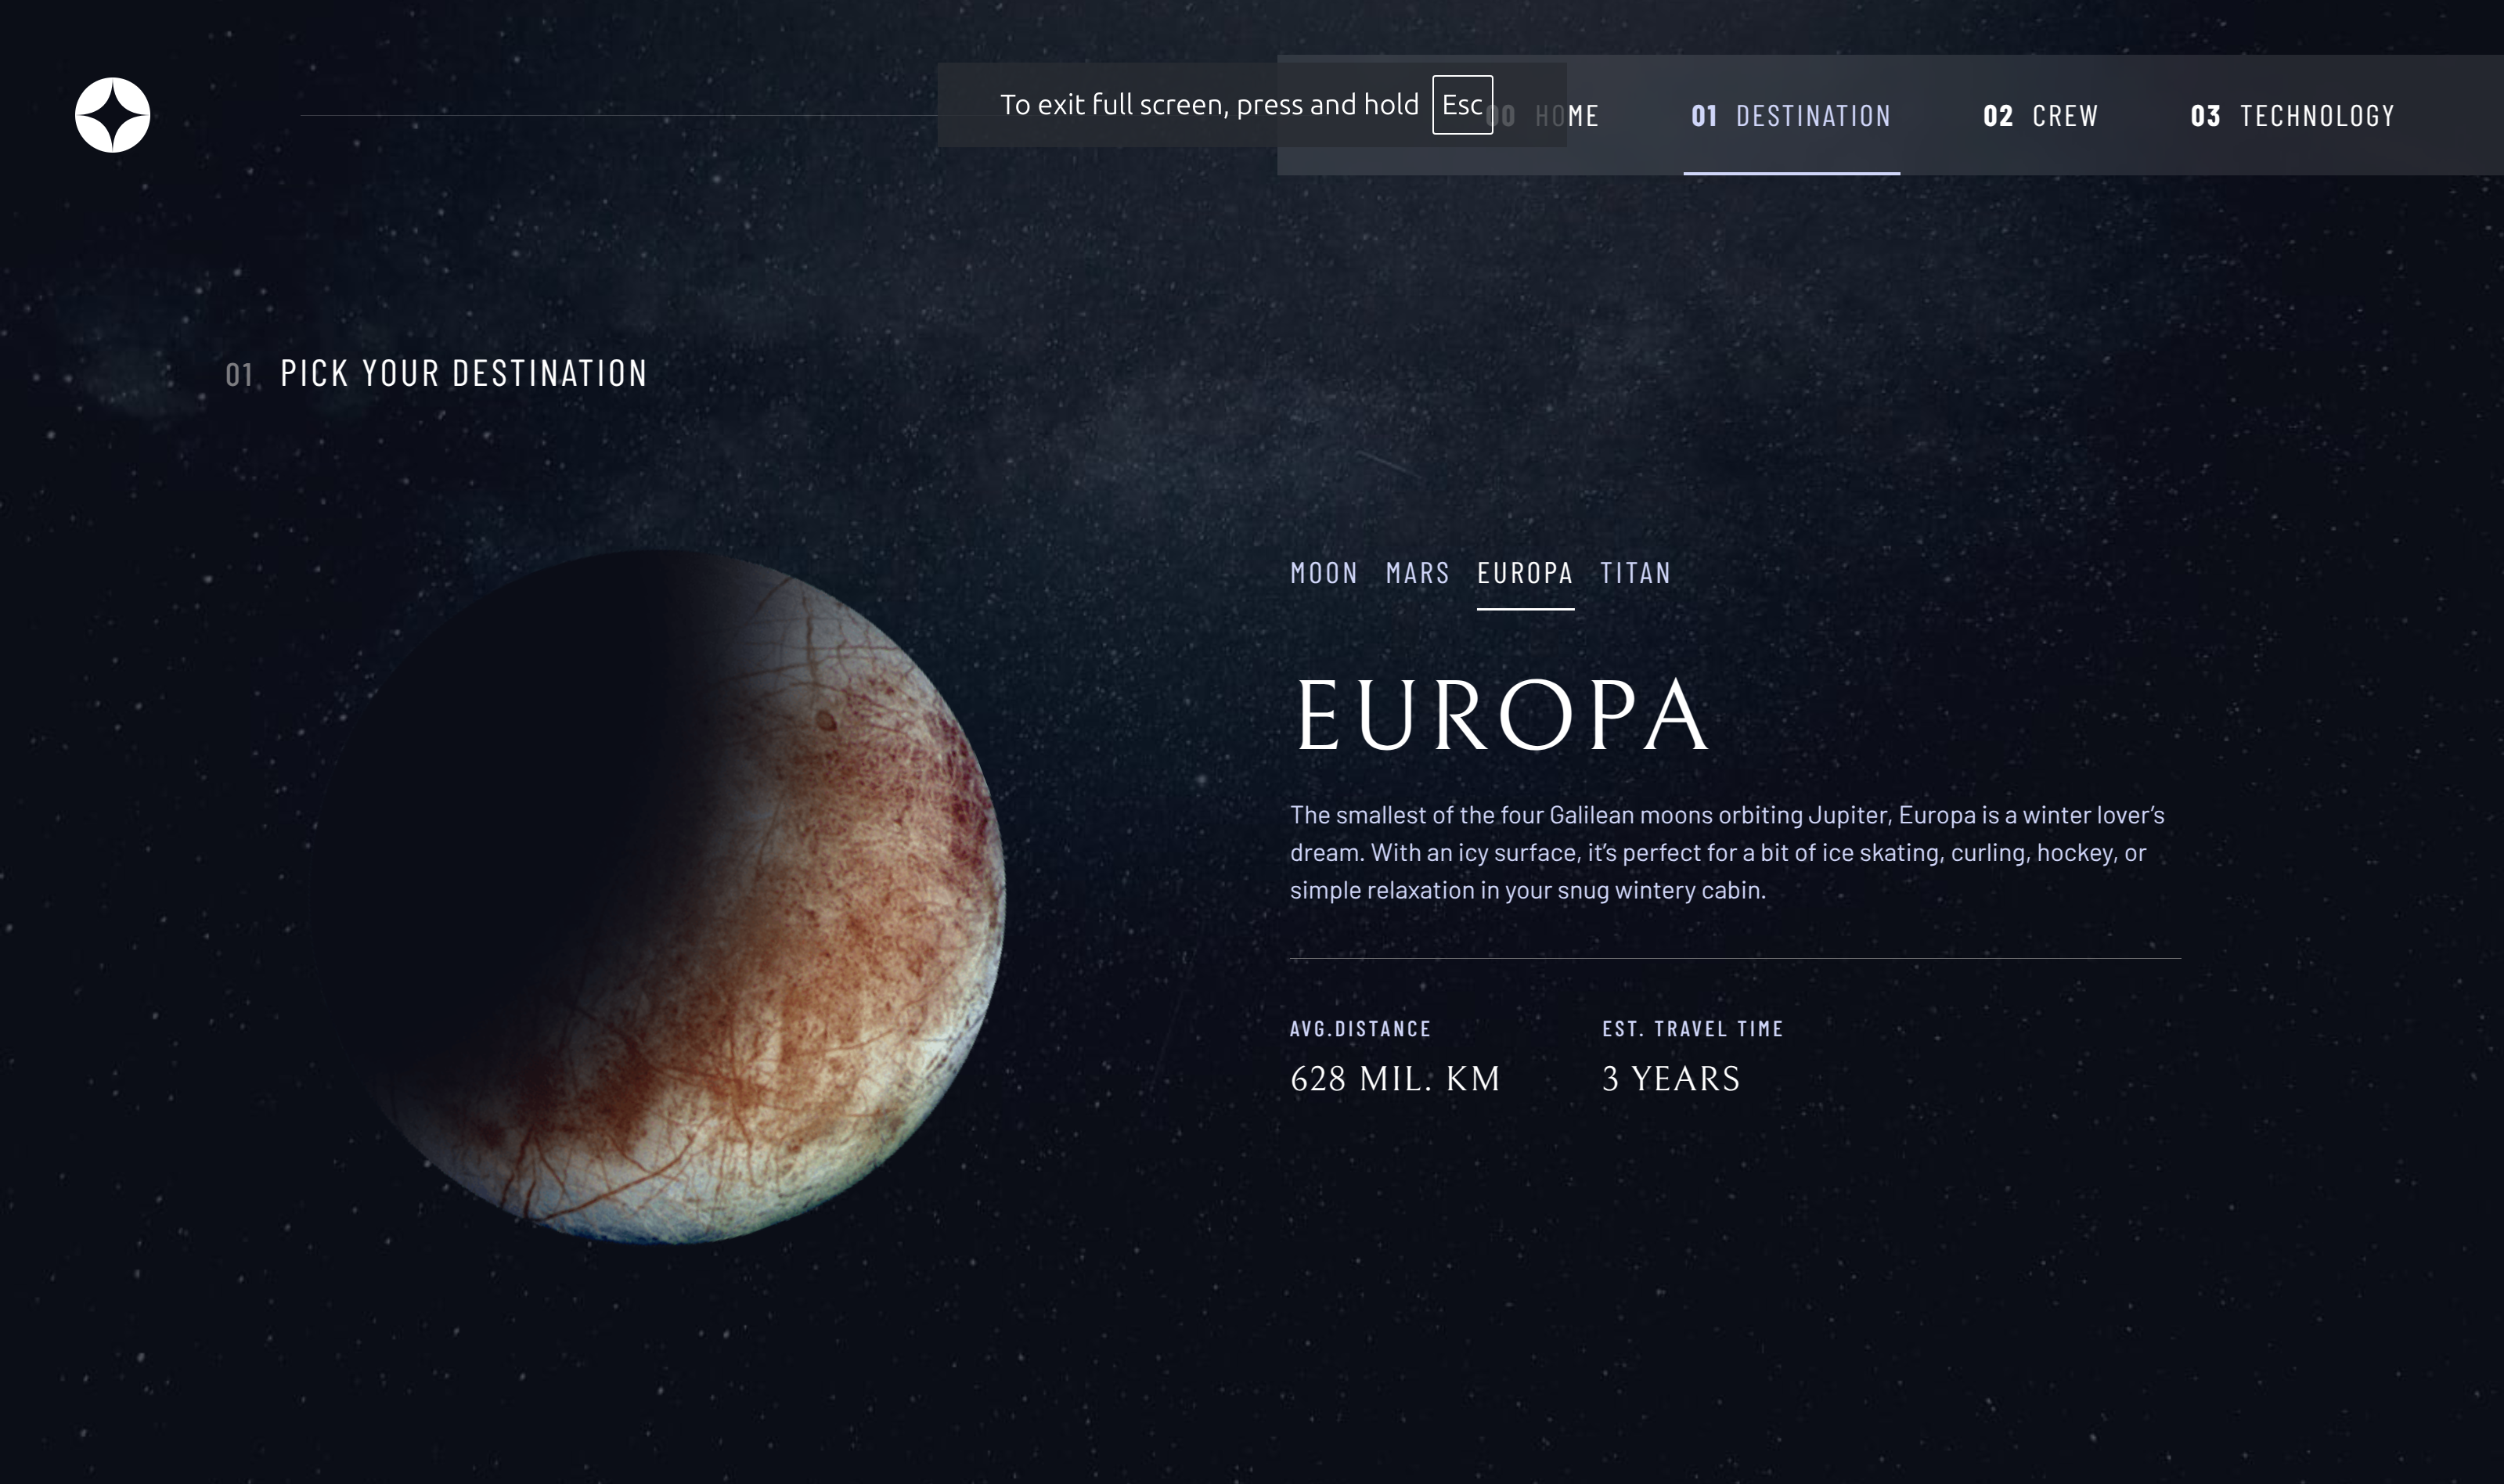 To exit full screen, press and hold Esc
00 HOME 01 DESTINATION 02 CREW 03 TECHNOLOGY
01 PICK YOUR DESTINATION
MOON MARS EUROPA TITAN
EUROPA
The smallest of the four Galilean moons orbiting Jupiter, Europa is a winter lover’s
dream. With an icy surface, it’s perfect for a bit of ice skating, curling, hockey, or
simple relaxation in your snug wintery cabin.
AVG.DISTANCE EST. TRAVEL TIME
628 MIL. KM 3 YEARS